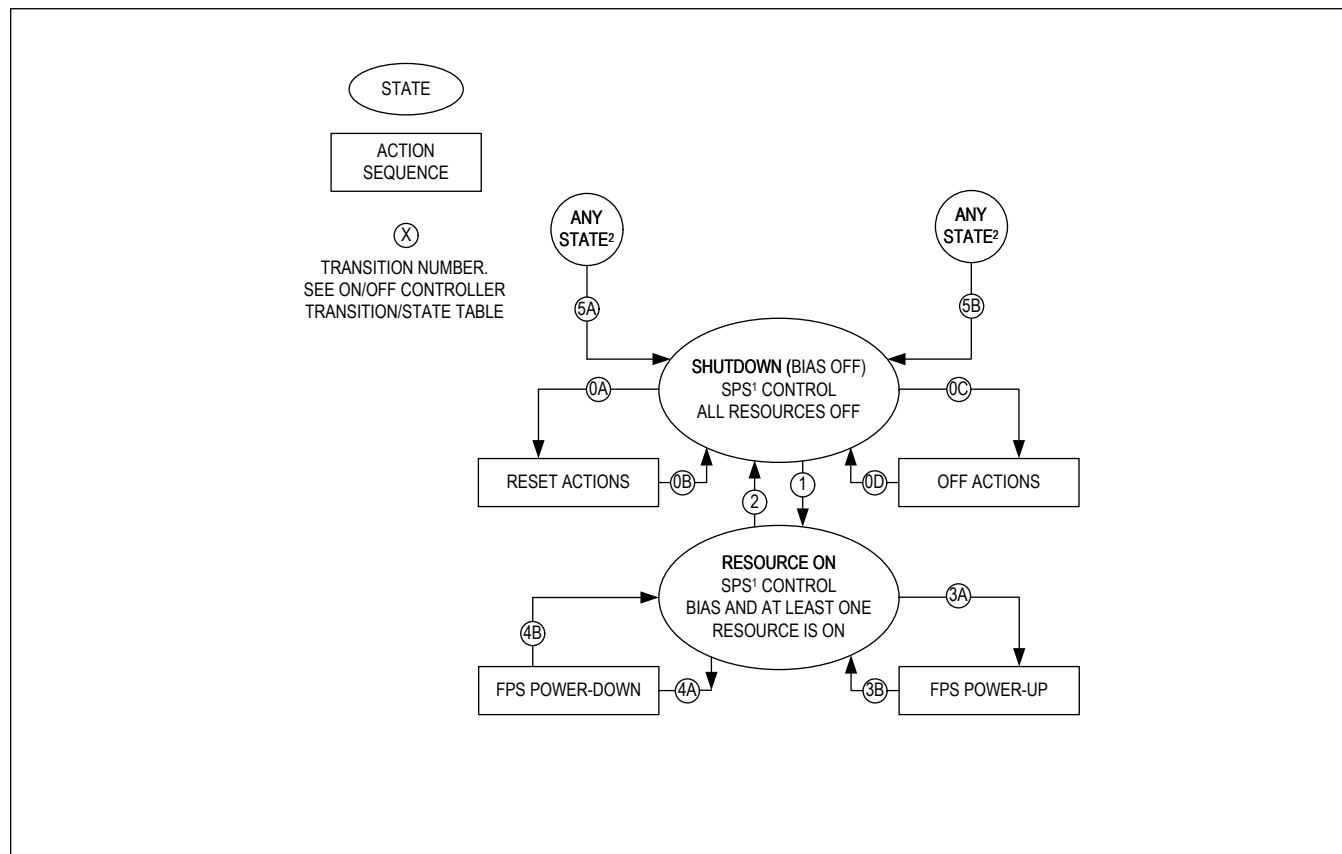 STATE
ACTION
SEQUENCE
X
TRANSITION NUMBER.
SEE ON/OFF CONTROLLER
TRANSITION/STATE TABLE
ANY
STATE²
ANY
STATE²
5A
5B
SHUTDOWN (BIAS OFF)
SPS¹ CONTROL
ALL RESOURCES OFF
0A
0C
RESET ACTIONS
0B
0D
OFF ACTIONS
2
1
RESOURCE ON
SPS¹ CONTROL
BIAS AND AT LEAST ONE
RESOURCE IS ON
3A
4B
FPS POWER-DOWN
4A
3B
FPS POWER-UP